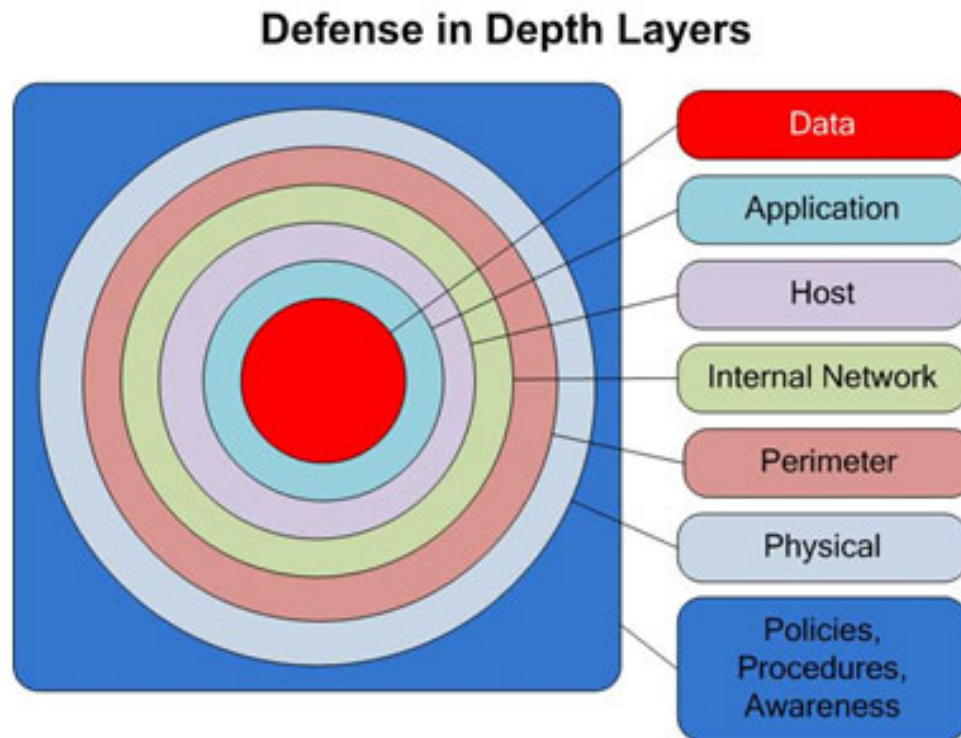 Defense in Depth Layers
Data
Application
Host
Internal Network
Perimeter
Physical
Policies,
Procedures,
Awareness